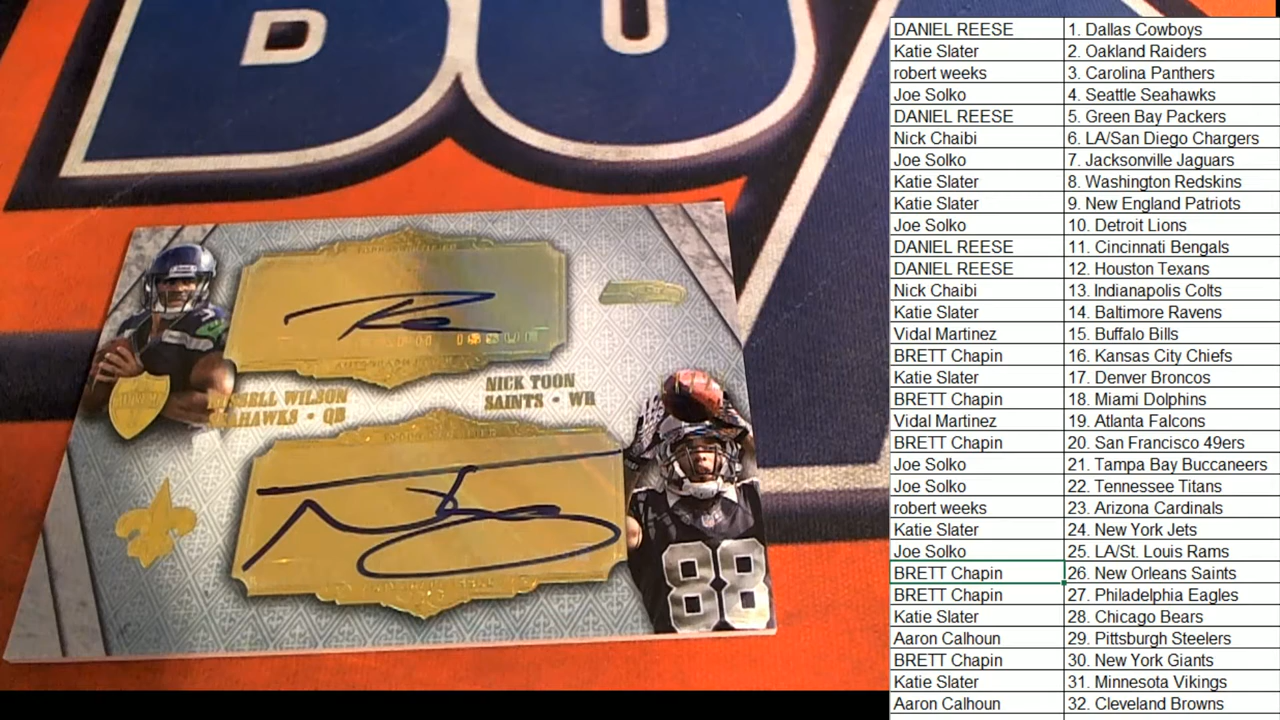 DANIEL REESE 1. Dallas Cowboys
Katie Slater 2. Oakland Raiders
robert weeks 3. Carolina Panthers
Joe Solko 4. Seattle Seahawks
DANIEL REESE 5. Green Bay Packers
Nick Chaibi 6. LA/San Diego Chargers
Joe Solko 7. Jacksonville Jaguars
Katie Slater 8. Washington Redskins
Katie Slater 9. New England Patriots
Joe Solko 10. Detroit Lions
DANIEL REESE 11. Cincinnati Bengals
DANIEL REESE 12. Houston Texans
Nick Chaibi 13. Indianapolis Colts
Katie Slater 14. Baltimore Ravens
Vidal Martinez 15. Buffalo Bills
BRETT Chapin 16. Kansas City Chiefs
Katie Slater 17. Denver Broncos
BRETT Chapin 18. Miami Dolphins
Vidal Martinez 19. Atlanta Falcons
BRETT Chapin 20. San Francisco 49ers
Joe Solko 21. Tampa Bay Buccaneers
Joe Solko 22. Tennessee Titans
robert weeks 23. Arizona Cardinals
Katie Slater 24. New York Jets
Joe Solko 25. LA/St. Louis Rams
BRETT Chapin 26. New Orleans Saints
BRETT Chapin 27. Philadelphia Eagles
Katie Slater 28. Chicago Bears
Aaron Calhoun 29. Pittsburgh Steelers
BRETT Chapin 30. New York Giants
Katie Slater 31. Minnesota Vikings
Aaron Calhoun 32. Cleveland Browns
ISSUE
WILSON
QB
NICK TOON
SAINTS • WR
88